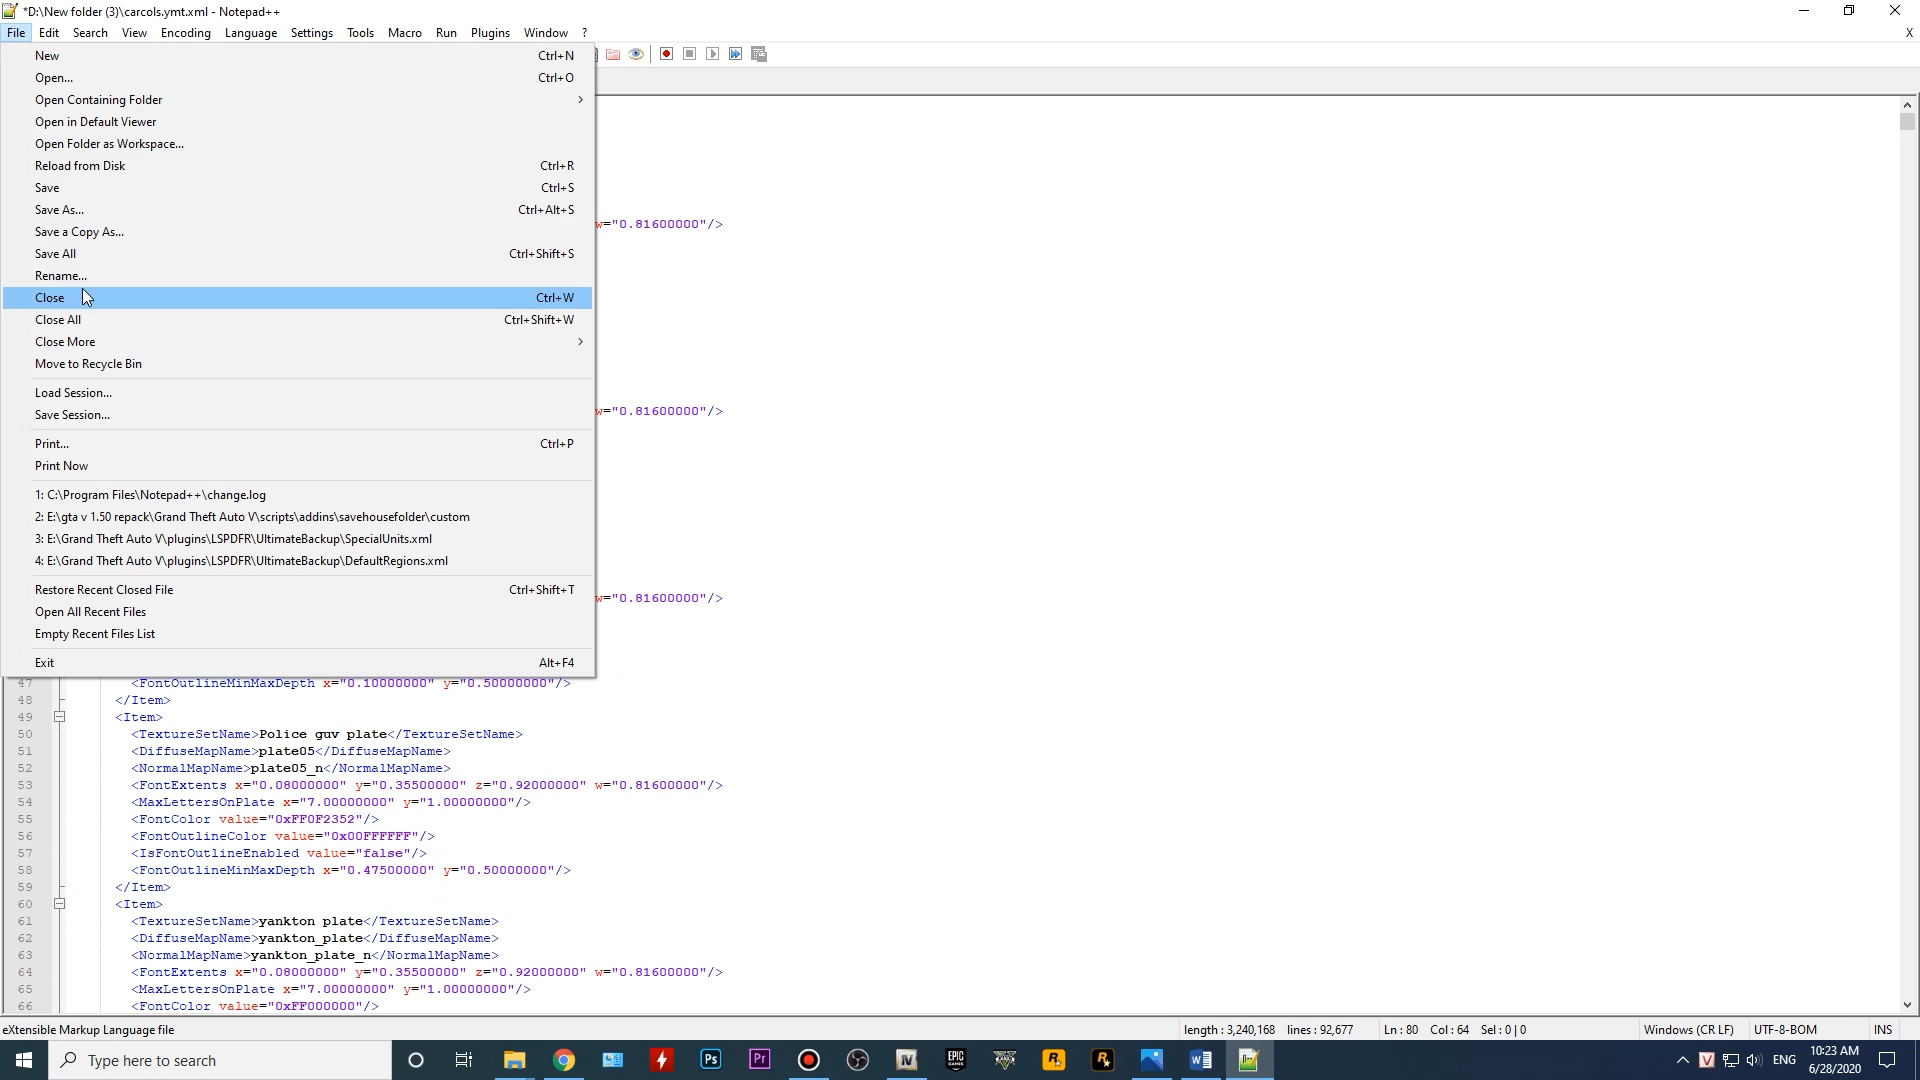 *D:\New folder (3)\carcols.ymt.xml - Notepad++
File Edit Search View Encoding Language Settings Tools Macro Run Plugins Window ? X
New Ctrl+N
Open... Ctrl+O
Open Containing Folder
Open in Default Viewer
Open Folder as Workspace...
Reload from Disk Ctrl+R
Save Ctrl+S
Save As... Ctrl+Alt+S
Save a Copy As...
w="0.81600000"/>
Save All Ctrl+Shift+S
Rename...
Close Ctrl+W
Close All Ctrl+Shift+W
Close More
Move to Recycle Bin
Load Session...
Save Session...
w="0.81600000"/>
Print... Ctrl+P
Print Now
1: C:\Program Files\Notepad++\change.log
2: E:\gta v 1.50 repack\Grand Theft Auto V\scripts\addins\savehousefolder\custom
3: E:\Grand Theft Auto V\plugins\LSPDFR\UltimateBackup\SpecialUnits.xml
4: E:\Grand Theft Auto V\plugins\LSPDFR\UltimateBackup\DefaultRegions.xml
Restore Recent Closed File Ctrl+Shift+T
w="0.81600000"/>
Open All Recent Files
Empty Recent Files List
Exit Alt+F4
47 <FontOutlineMinMaxDepth x="0.10000000" y="0.50000000"/>
48 </Item>
49 <Item>
50 <TextureSetName>Police guv plate</TextureSetName>
51 <DiffuseMapName>plate05</DiffuseMapName>
52 <NormalMapName>plate05_n</NormalMapName>
53 <FontExtents x="0.08000000" y="0.35500000" z="0.92000000" w="0.81600000"/>
54 <MaxLettersOnPlate x="7.00000000" y="1.00000000"/>
55 <FontColor value="0xFF0F2352"/>
56 <FontOutlineColor value="0x00FFFFFF"/>
57 <IsFontOutlineEnabled value="false"/>
58 <FontOutlineMinMaxDepth x="0.47500000" y="0.50000000"/>
59 </Item>
60 <Item>
61 <TextureSetName>yankton plate</TextureSetName>
62 <DiffuseMapName>yankton_plate</DiffuseMapName>
63 <NormalMapName>yankton_plate_n</NormalMapName>
64 <FontExtents x="0.08000000" y="0.35500000" z="0.92000000" w="0.81600000"/>
65 <MaxLettersOnPlate x="7.00000000" y="1.00000000"/>
66 <FontColor value="0xFF000000"/>
eXtensible Markup Language file length : 3,240,168 lines : 92,677 Ln : 80 Col : 64 Sel : 0 | 0 Windows (CR LF) UTF-8-BOM INS
Type here to search Ps Pr IV EPIC GAMES V R R W V ENG 10:23 AM
6/28/2020